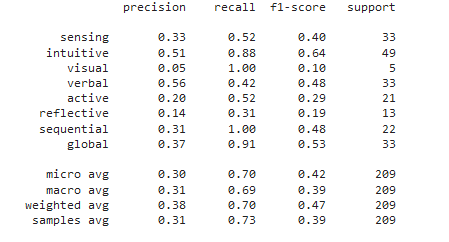 precision recall f1-score support
sensing 0.33 0.52 0.40 33
intuitive 0.51 0.88 0.64 49
visual 0.05 1.00 0.10 5
verbal 0.56 0.42 0.48 33
active 0.20 0.52 0.29 21
reflective 0.14 0.31 0.19 13
sequential 0.31 1.00 0.48 22
global 0.37 0.91 0.53 33
micro avg 0.30 0.70 0.42 209
macro avg 0.31 0.69 0.39 209
weighted avg 0.38 0.70 0.47 209
samples avg 0.31 0.73 0.39 209